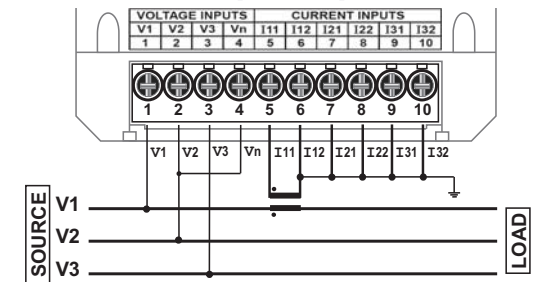 VOLTAGE INPUTS CURRENT INPUTS
V1 V2 V3 Vn I11 I12 I21 I22 I31 I32
1 2 3 4 5 6 7 8 9 10
1 2 3 4 5 6 7 8 9 10
V1 V2 V3 Vn I11 I12 I21 I22 I31 I32
SOURCE
V1
V2
V3
LOAD